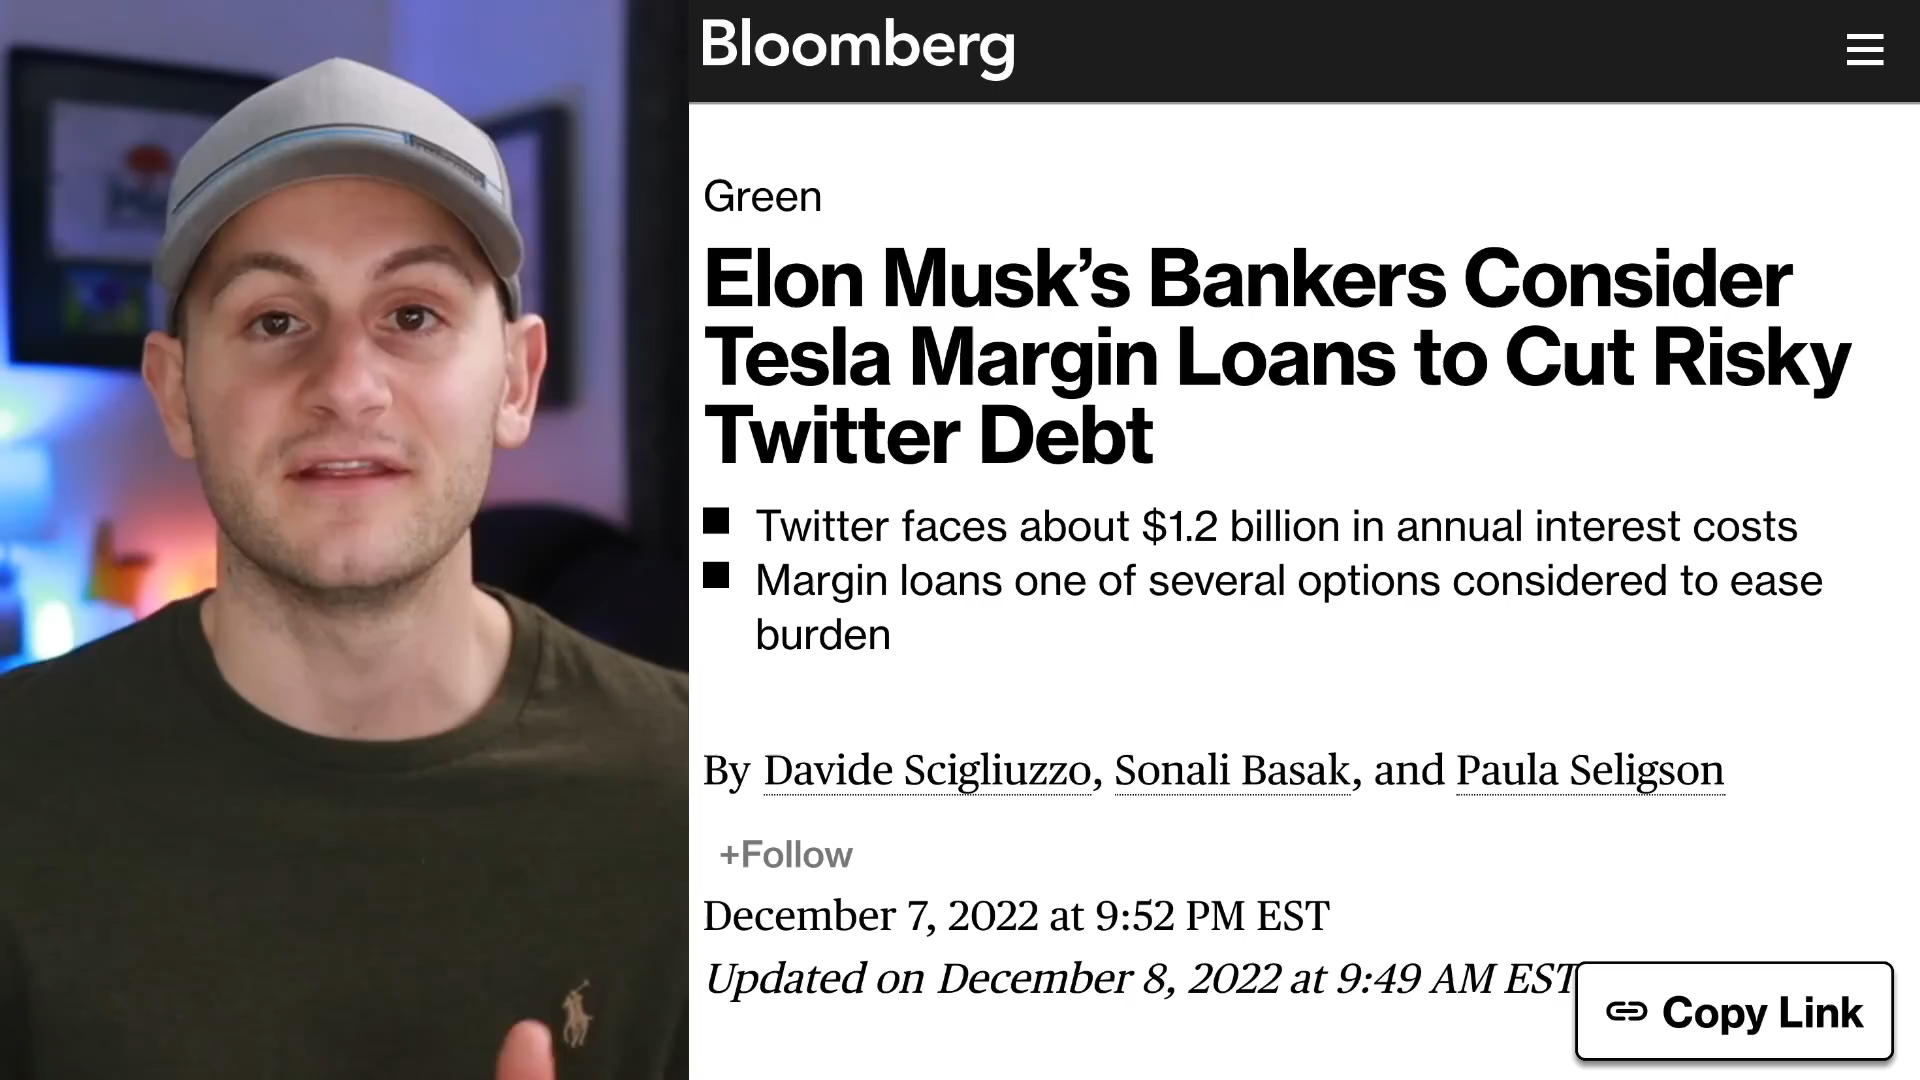 Bloomberg
Green
Elon Musk’s Bankers Consider
Tesla Margin Loans to Cut Risky
Twitter Debt
■ Twitter faces about $1.2 billion in annual interest costs
■ Margin loans one of several options considered to ease
burden
By Davide Scigliuzzo, Sonali Basak, and Paula Seligson
+Follow
December 7, 2022 at 9:52 PM EST
Updated on December 8, 2022 at 9:49 AM EST
Copy Link